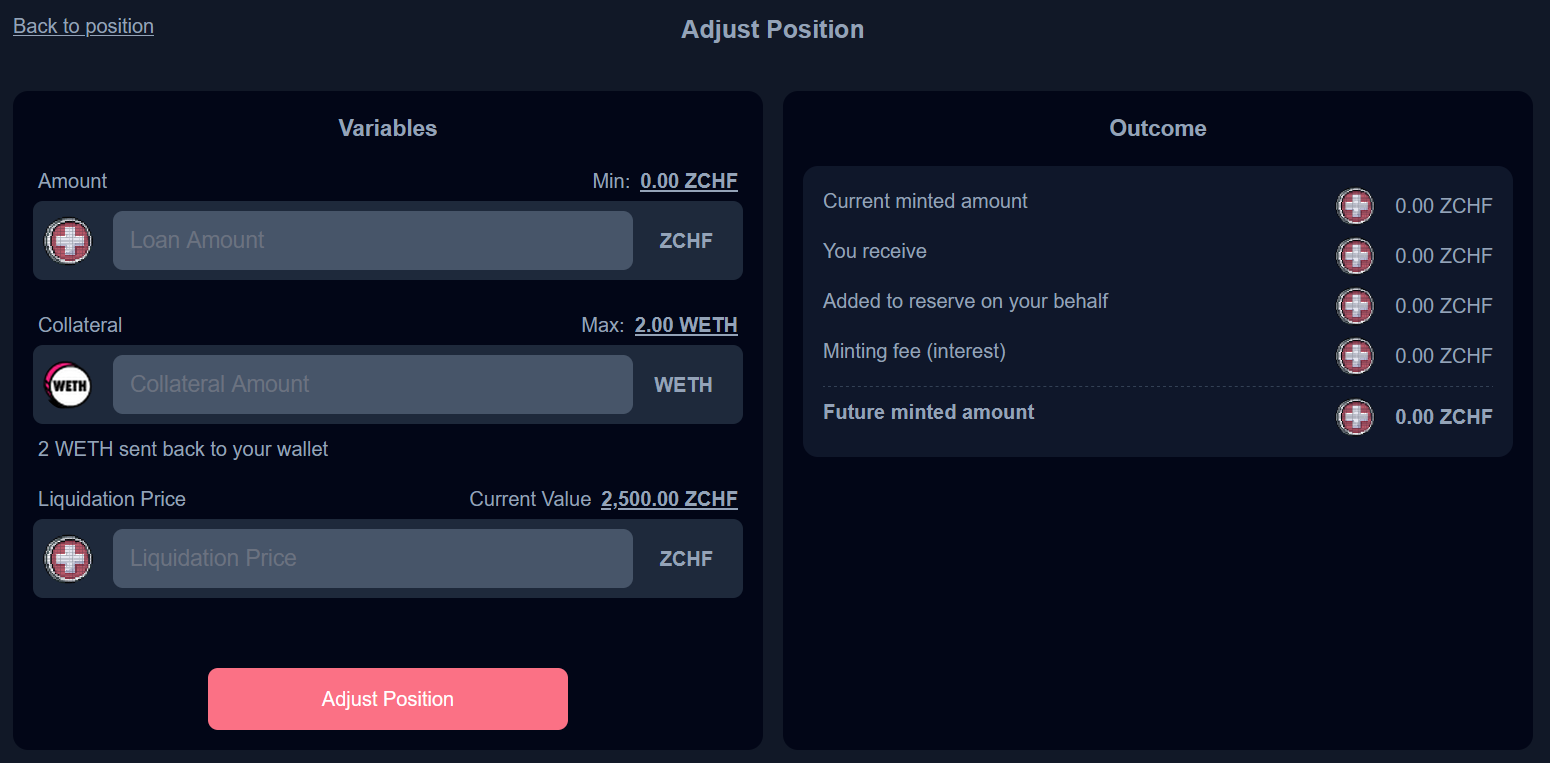 Back to position
Adjust Position
Variables
Amount Min: 0.00 ZCHF
Loan Amount ZCHF
Collateral Max: 2.00 WETH
WETH Collateral Amount WETH
2 WETH sent back to your wallet
Liquidation Price Current Value 2,500.00 ZCHF
Liquidation Price ZCHF
Adjust Position
Outcome
Current minted amount 0.00 ZCHF
You receive 0.00 ZCHF
Added to reserve on your behalf 0.00 ZCHF
Minting fee (interest) 0.00 ZCHF
Future minted amount 0.00 ZCHF